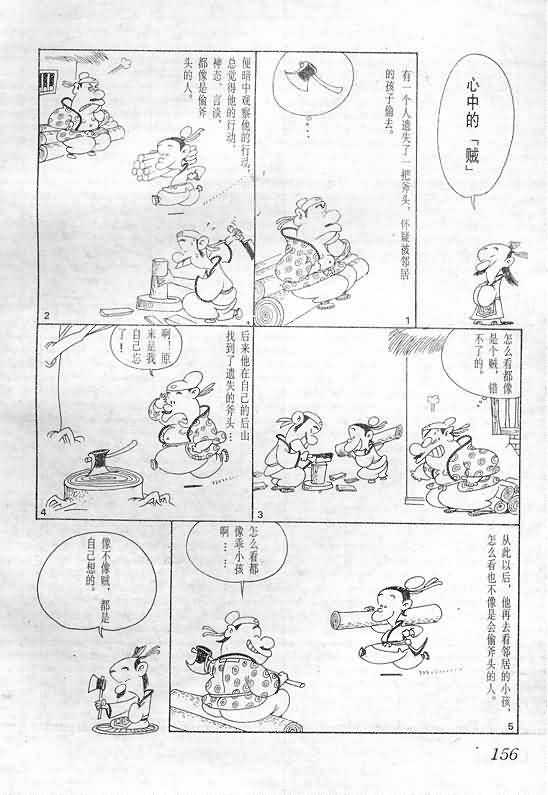 心中的「贼」
有一个人遗失了一把斧头，怀疑被邻居
的孩子偷去。
1
便暗中观察他的行动，
总觉得他的行动、
神态、言谈，
都像是偷斧
头的人。
2
怎么看都像
是个贼，错
不了的。
3
后来他在自己的后山
找到了遗失的斧头…
啊，原
来是我
自己忘
了！
4
从此以后，他再去看邻居的小孩，
怎么看也不像是会偷斧头的人。
怎么看都
像乖小孩
啊……
5
像不像贼，都是
自己想的。
156